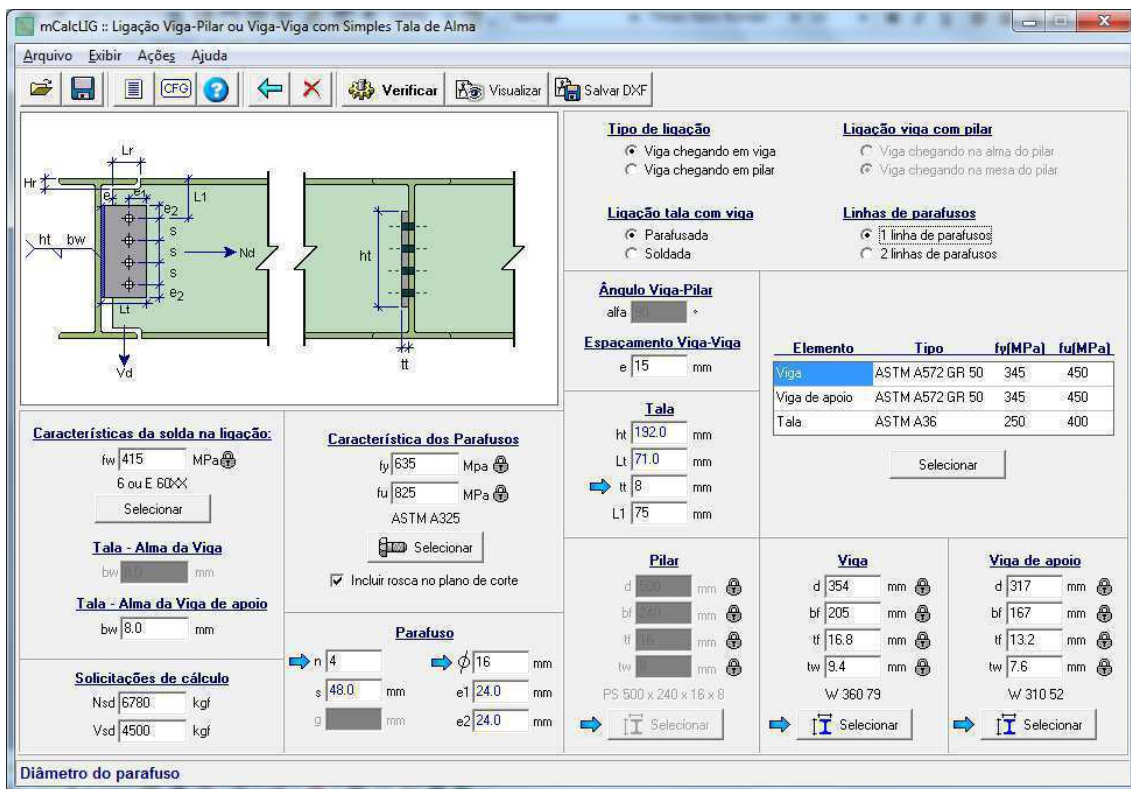 mCalcLIG :: Ligação Viga-Pilar ou Viga-Viga com Simples Tala de Alma
Arquivo Exibir Ações Ajuda
CFG Verificar Visualizar Salvar DXF
Lr
Hr e e1 L1
e2
s
ht bw s Nd ht
s
e2
Lt
Vd tt
Tipo de ligação
Viga chegando em viga
Viga chegando em pilar
Ligação viga com pilar
Viga chegando na alma do pilar
Viga chegando na mesa do pilar
Ligação tala com viga
Parafusada
Soldada
Linhas de parafusos
1 linha de parafusos
2 linhas de parafusos
Ângulo Viga-Pilar
alfa 90 °
Espaçamento Viga-Viga
e 15 mm
Elemento Tipo fy(MPa) fu(MPa)
Viga ASTM A572 GR 50 345 450
Viga de apoio ASTM A572 GR 50 345 450
Tala ASTM A36 250 400
Selecionar
Tala
ht 192.0 mm
Lt 71.0 mm
tt 8 mm
L1 75 mm
Características da solda na ligação:
fw 415 MPa
6 ou E 60XX
Selecionar
Tala - Alma da Viga
bw 8.0 mm
Tala - Alma da Viga de apoio
bw 8.0 mm
Solicitações de cálculo
Nsd 6780 kgf
Vsd 4500 kgf
Característica dos Parafusos
fy 635 Mpa
fu 825 MPa
ASTM A325
Selecionar
Incluir rosca no plano de corte
Parafuso
n 4 ϕ 16 mm
s 48.0 mm e1 24.0 mm
g mm e2 24.0 mm
Pilar
d 500 mm
bf 240 mm
tf 16 mm
tw 8 mm
PS 500 x 240 x 16 x 8
Selecionar
Viga
d 354 mm
bf 205 mm
tf 16.8 mm
tw 9.4 mm
W 360 79
Selecionar
Viga de apoio
d 317 mm
bf 167 mm
tf 13.2 mm
tw 7.6 mm
W 310 52
Selecionar
Diâmetro do parafuso